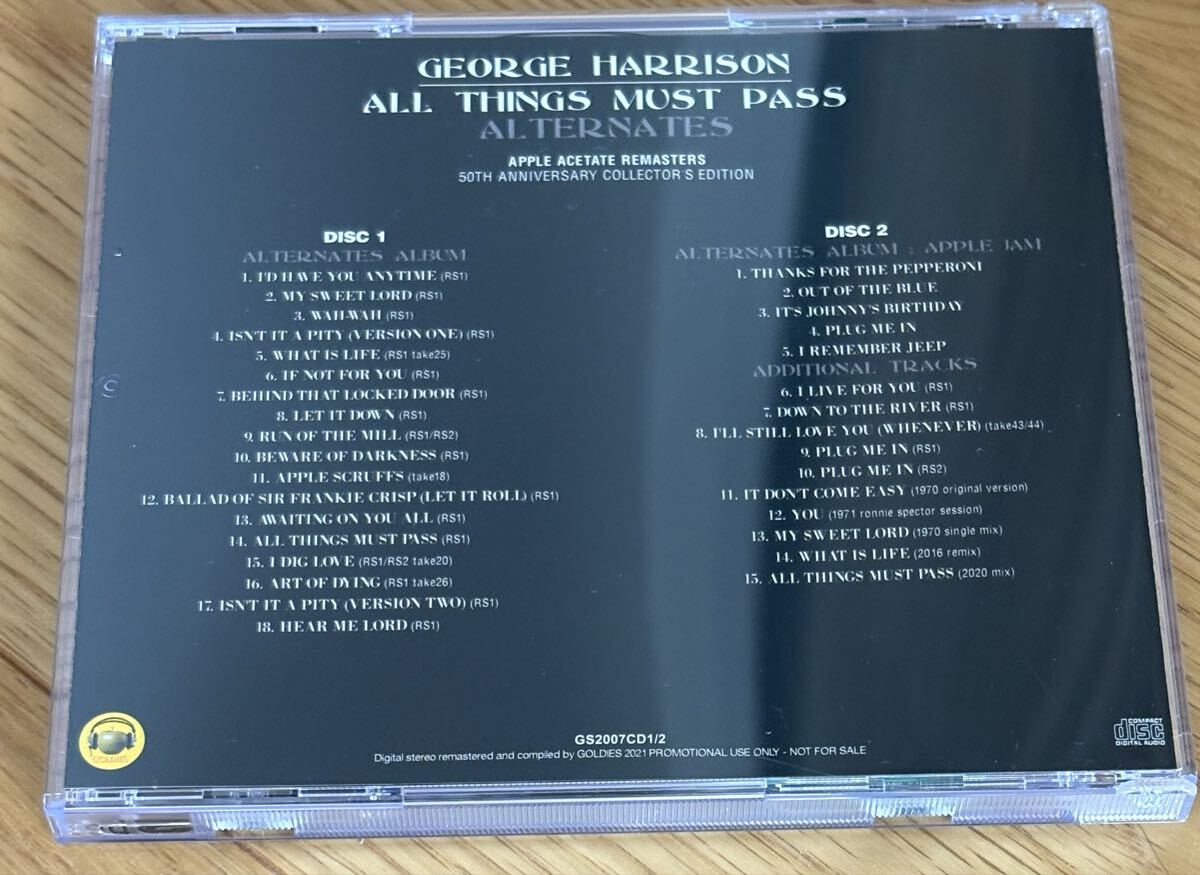 GEORGE HARRISON
ALL THINGS MUST PASS
ALTERNATES
APPLE ACETATE REMASTERS
50TH ANNIVERSARY COLLECTOR'S EDITION
DISC 1
ALTERNATES ALBUM
1. I'D HAVE YOU ANYTIME (RS1)
2. MY SWEET LORD (RS1)
3. WAH-WAH (RS1)
4. ISN'T IT A PITY (VERSION ONE) (RS1)
5. WHAT IS LIFE (RS1 take25)
6. IF NOT FOR YOU (RS1)
7. BEHIND THAT LOCKED DOOR (RS1)
8. LET IT DOWN (RS1)
9. RUN OF THE MILL (RS1/RS2)
10. BEWARE OF DARKNESS (RS1)
11. APPLE SCRUFFS (take18)
12. BALLAD OF SIR FRANKIE CRISP (LET IT ROLL) (RS1)
13. AWAITING ON YOU ALL (RS1)
14. ALL THINGS MUST PASS (RS1)
15. I DIG LOVE (RS1/RS2 take20)
16. ART OF DYING (RS1 take26)
17. ISN'T IT A PITY (VERSION TWO) (RS1)
18. HEAR ME LORD (RS1)
DISC 2
ALTERNATES ALBUM : APPLE JAM
1. THANKS FOR THE PEPPERONI
2. OUT OF THE BLUE
3. IT'S JOHNNY'S BIRTHDAY
4. PLUG ME IN
5. I REMEMBER JEEP
ADDITIONAL TRACKS
6. I LIVE FOR YOU (RS1)
7. DOWN TO THE RIVER (RS1)
8. I'LL STILL LOVE YOU (WHENEVER) (take43/44)
9. PLUG ME IN (RS1)
10. PLUG ME IN (RS2)
11. IT DON'T COME EASY (1970 original version)
12. YOU (1971 ronnie spector session)
13. MY SWEET LORD (1970 single mix)
14. WHAT IS LIFE (2016 remix)
15. ALL THINGS MUST PASS (2020 mix)
GOLDIES
GS2007CD1/2
Digital stereo remastered and compiled by GOLDIES 2021 PROMOTIONAL USE ONLY - NOT FOR SALE
COMPACT
disc
DIGITAL AUDIO